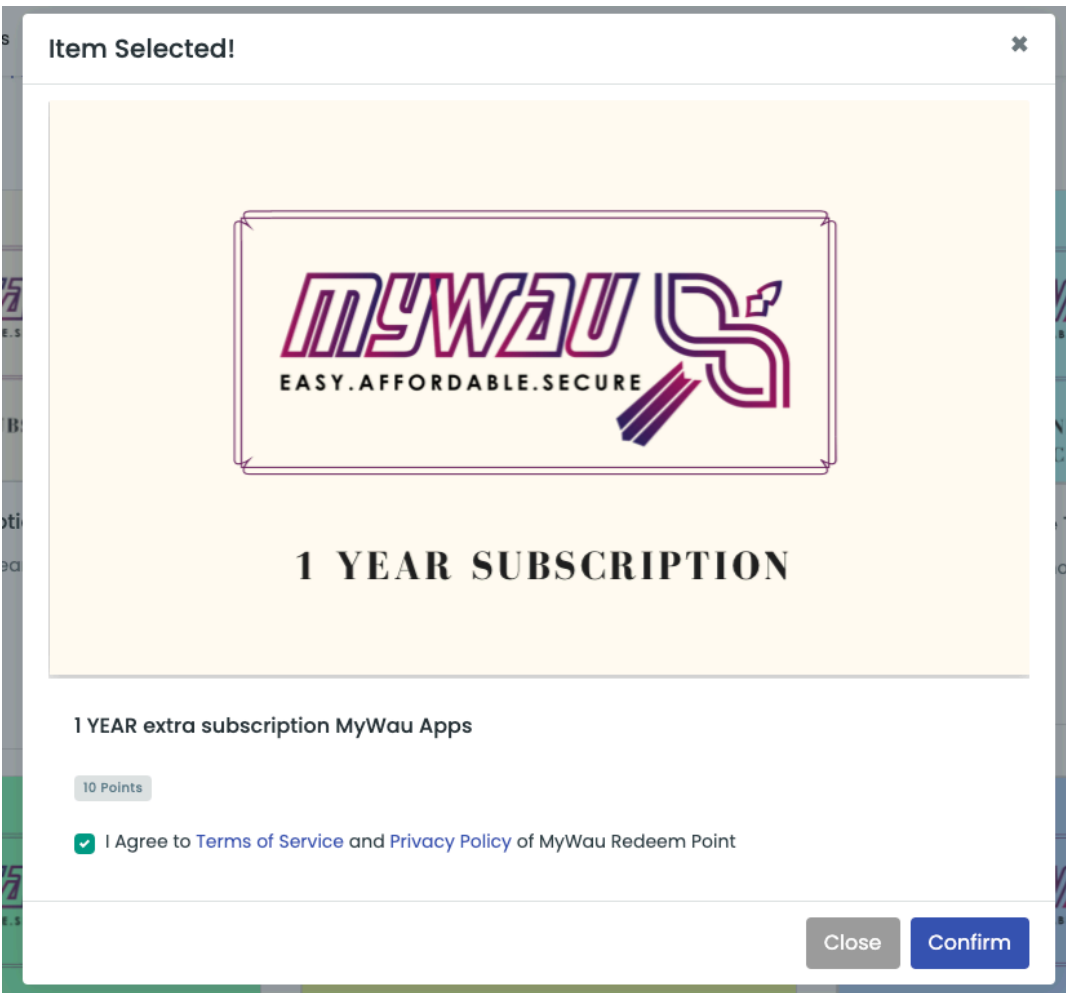 Item Selected!
MYWAU
EASY.AFFORDABLE.SECURE
1 YEAR SUBSCRIPTION
1 YEAR extra subscription MyWau Apps
10 Points
I Agree to Terms of Service and Privacy Policy of MyWau Redeem Point
Close
Confirm